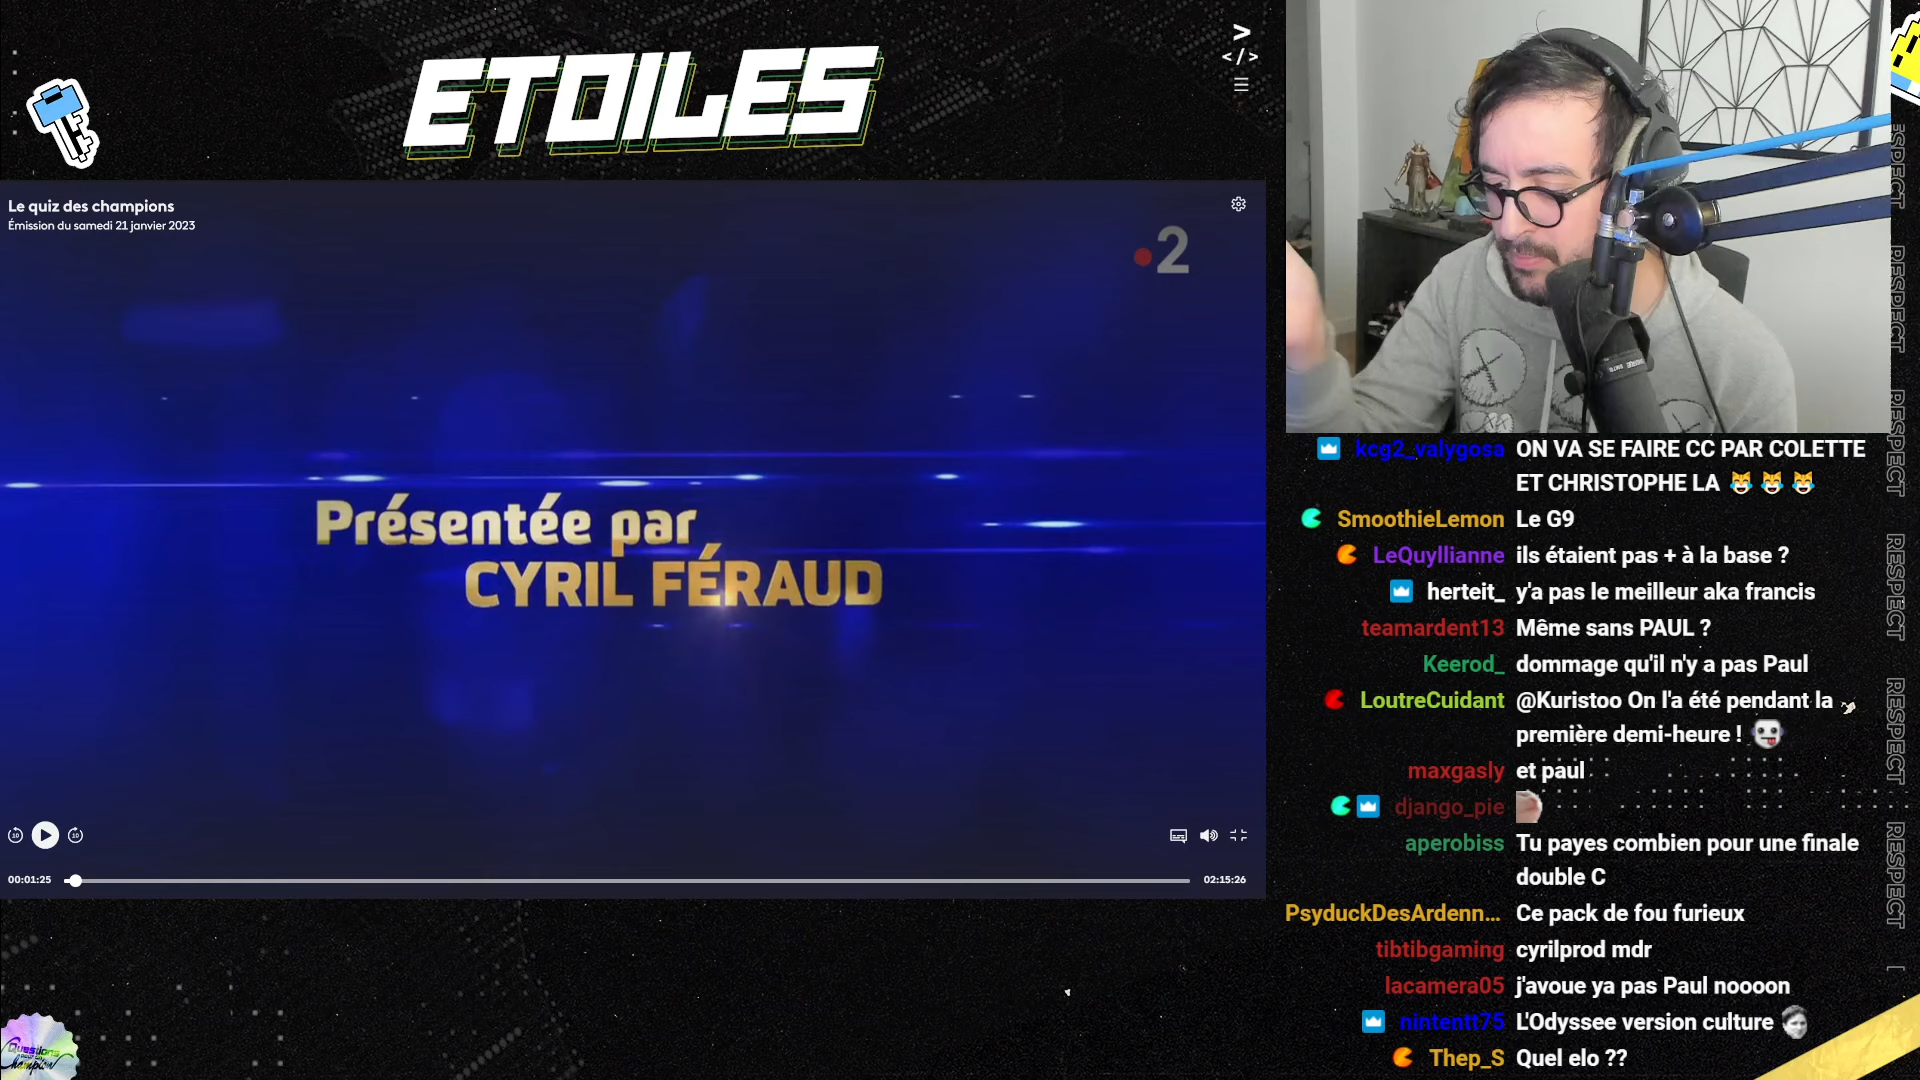 ETOILES
>
</>
Le quiz des champions
Émission du samedi 21 janvier 2023
2
Présentée par
CYRIL FÉRAUD
10
10
00:01:25
02:15:26
Questions
Champion
kcg2_valygosa ON VA SE FAIRE CC PAR COLETTE
ET CHRISTOPHE LA 😹 😹 😹
SmoothieLemon Le G9
LeQuyllianne ils étaient pas + à la base ?
herteit_ y'a pas le meilleur aka francis
teamardent13 Même sans PAUL ?
Keerod_ dommage qu'il n'y a pas Paul
LoutreCuidant @Kuristoo On l'a été pendant la
première demi-heure !
maxgasly et paul
django_pie
aperobiss Tu payes combien pour une finale
double C
PsyduckDesArdenn... Ce pack de fou furieux
tibtibgaming cyrilprod mdr
lacamera05 j'avoue ya pas Paul noooon
nintentt75 L'Odyssee version culture
Thep_S Quel elo ??
RESPECT
RESPECT
RESPECT
RESPECT
RESPECT
RESPECT